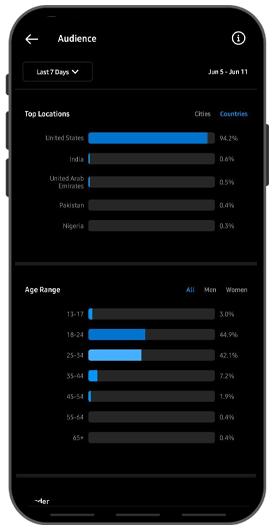 Audience
Last 7 Days
Jun 5 - Jun 11
Top Locations
Cities
Countries
United States
94.2%
India
0.6%
United Arab
Emirates
0.5%
Pakistan
0.4%
Nigeria
0.3%
Age Range
All
Men
Women
13-17
3.0%
18-24
44.9%
25-34
42.1%
35-44
7.2%
45-54
1.9%
55-64
0.4%
65+
0.4%